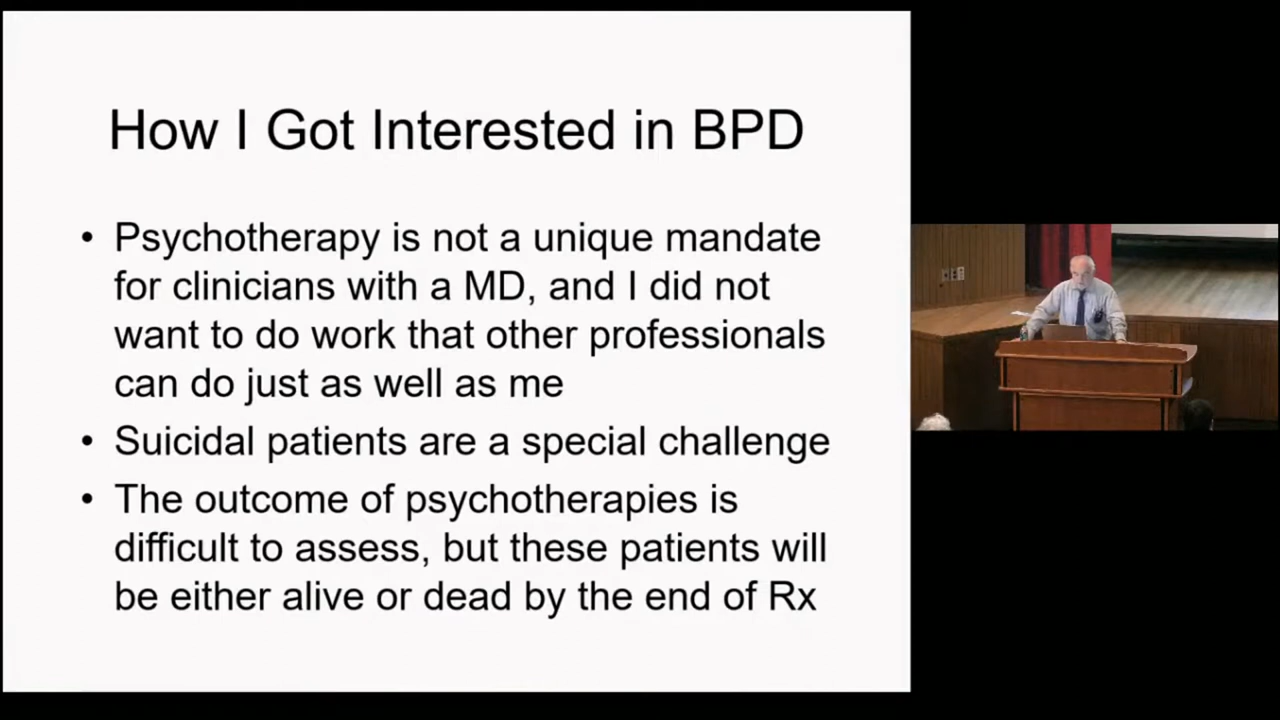 How I Got Interested in BPD
• Psychotherapy is not a unique mandate
for clinicians with a MD, and I did not
want to do work that other professionals
can do just as well as me
• Suicidal patients are a special challenge
• The outcome of psychotherapies is
difficult to assess, but these patients will
be either alive or dead by the end of Rx